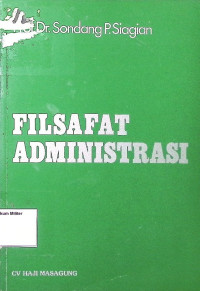 Dr. Sondang P. Siagian
FILSAFAT
ADMINISTRASI
CV HAJI MASAGUNG